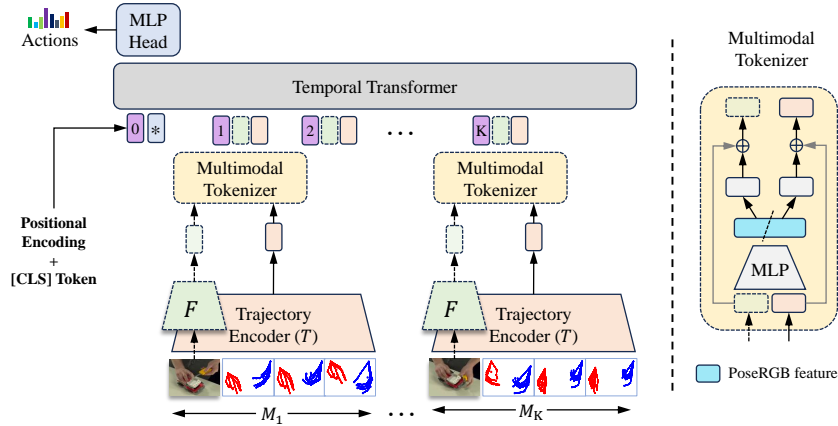 Actions
MLP
Head
Temporal Transformer
0 * 1 2 ... K
Multimodal
Tokenizer
Multimodal
Tokenizer
Positional
Encoding
+
[CLS] Token
F
Trajectory
Encoder (T)
F
Trajectory
Encoder (T)
M1 ... MK
Multimodal
Tokenizer
MLP
PoseRGB feature